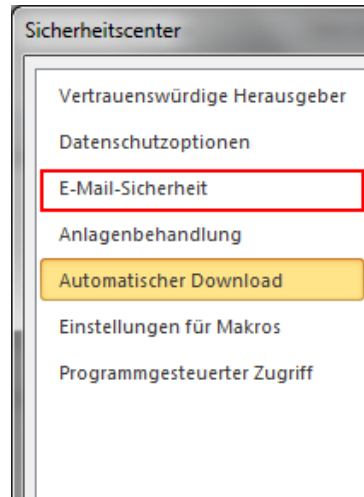 Sicherheitscenter
Vertrauenswürdige Herausgeber
Datenschutzoptionen
E-Mail-Sicherheit
Anlagenbehandlung
Automatischer Download
Einstellungen für Makros
Programmgesteuerter Zugriff